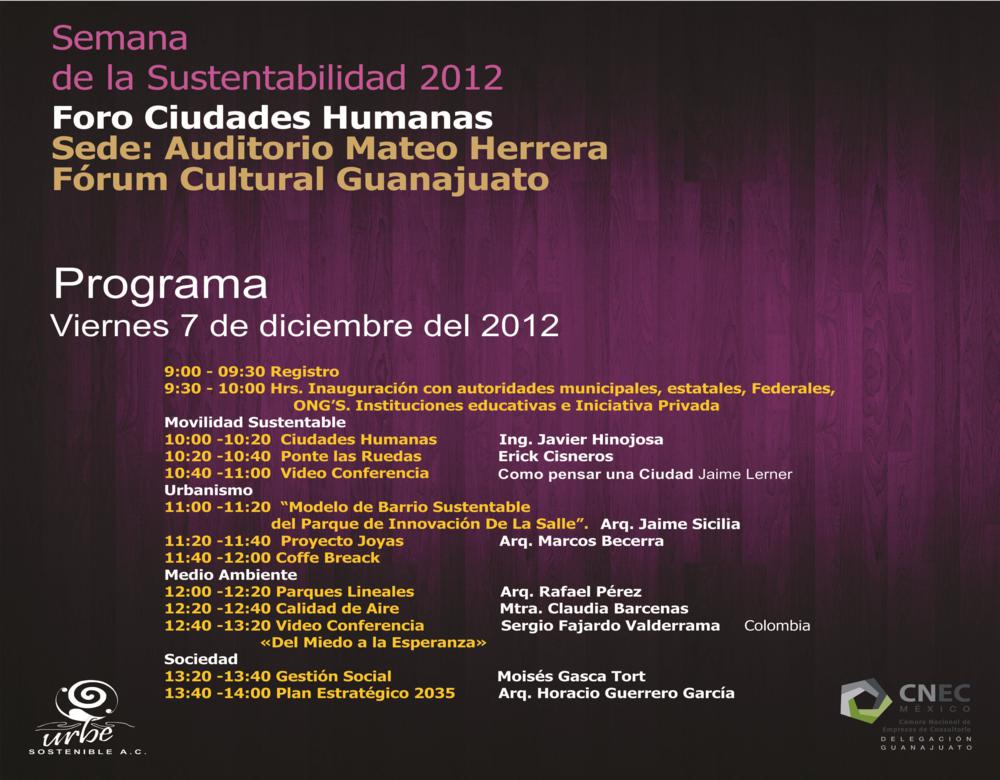 Semana
de la Sustentabilidad 2012
Foro Ciudades Humanas
Sede: Auditorio Mateo Herrera
Fórum Cultural Guanajuato
Programa
Viernes 7 de diciembre del 2012
9:00 - 09:30 Registro
9:30 - 10:00 Hrs. Inauguración con autoridades municipales, estatales, Federales,
ONG'S. Instituciones educativas e Iniciativa Privada
Movilidad Sustentable
10:00 -10:20 Ciudades Humanas Ing. Javier Hinojosa
10:20 -10:40 Ponte las Ruedas Erick Cisneros
10:40 -11:00 Video Conferencia Como pensar una Ciudad Jaime Lerner
Urbanismo
11:00 -11:20 “Modelo de Barrio Sustentable
del Parque de Innovación De La Salle”. Arq. Jaime Sicilia
11:20 -11:40 Proyecto Joyas Arq. Marcos Becerra
11:40 -12:00 Coffe Breack
Medio Ambiente
12:00 -12:20 Parques Lineales Arq. Rafael Pérez
12:20 -12:40 Calidad de Aire Mtra. Claudia Barcenas
12:40 -13:20 Video Conferencia Sergio Fajardo Valderrama Colombia
«Del Miedo a la Esperanza»
Sociedad
13:20 -13:40 Gestión Social Moisés Gasca Tort
13:40 -14:00 Plan Estratégico 2035 Arq. Horacio Guerrero García
urbe
SOSTENIBLE A.C.
CNEC
MÉXICO
Cámara Nacional de
Empresas de Consultoría
DELEGACIÓN
GUANAJUATO